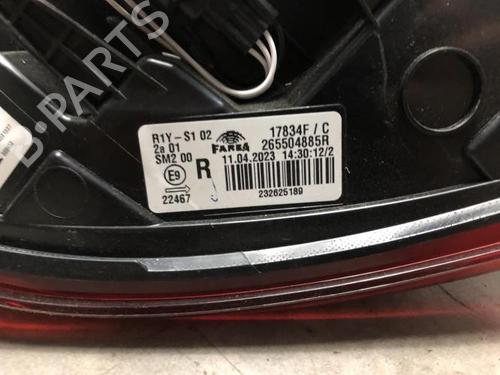 R1Y-S1 02 FARBA 17834F / C
2a 01 265504885R
SM2 00 R 11.04.2023 14:30:12/2
E9
22467 232625189
B-PARTS